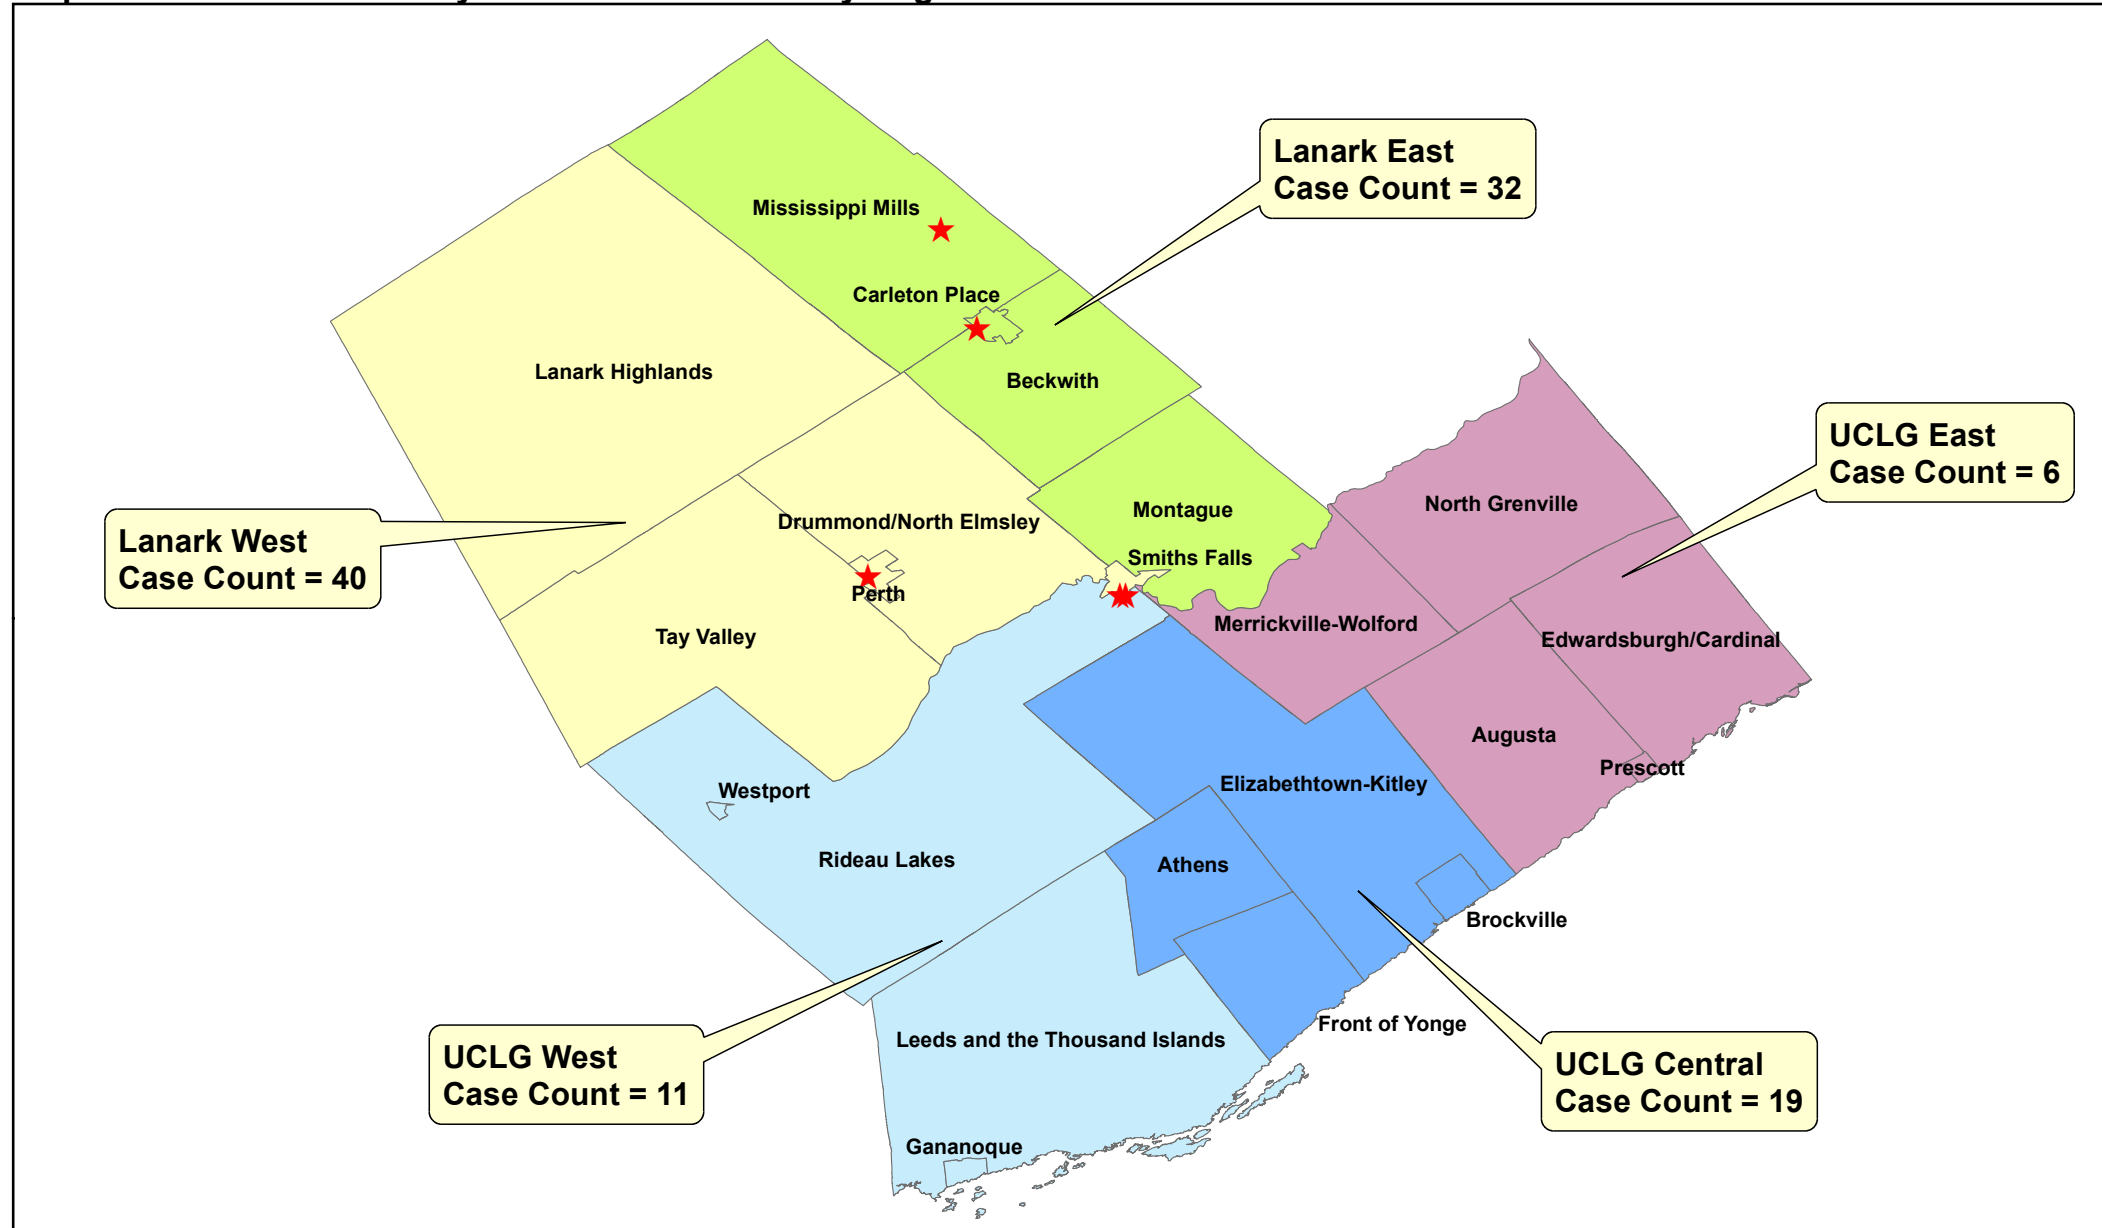 Lanark East
Case Count = 32
Mississippi Mills
Carleton Place
Lanark Highlands
Beckwith
UCLG East
Case Count = 6
North Grenville
Montague
Drummond/North Elmsley
Lanark West
Case Count = 40
Smiths Falls
Perth
Merrickville-Wolford
Tay Valley
Edwardsburgh/Cardinal
Augusta
Prescott
Elizabethtown-Kitley
Westport
Rideau Lakes
Athens
Brockville
Front of Yonge
Leeds and the Thousand Islands
UCLG West
Case Count = 11
UCLG Central
Case Count = 19
Gananoque